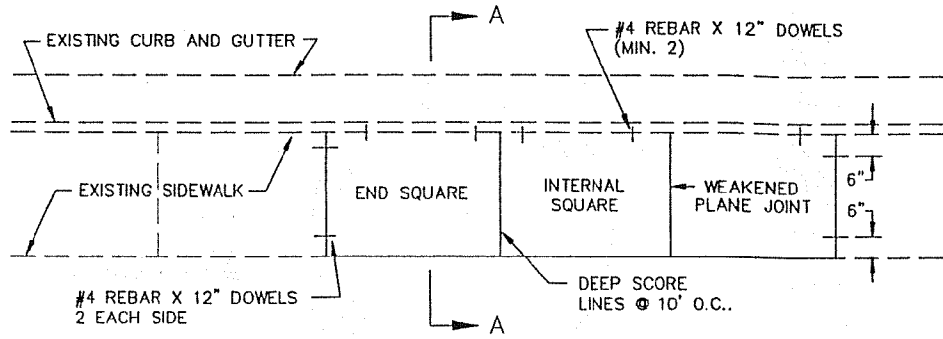 A
EXISTING CURB AND GUTTER
#4 REBAR X 12" DOWELS
(MIN. 2)
EXISTING SIDEWALK
END SQUARE
INTERNAL
SQUARE
WEAKENED
PLANE JOINT
6"
6"
#4 REBAR X 12" DOWELS
2 EACH SIDE
DEEP SCORE
LINES @ 10' O.C..
A